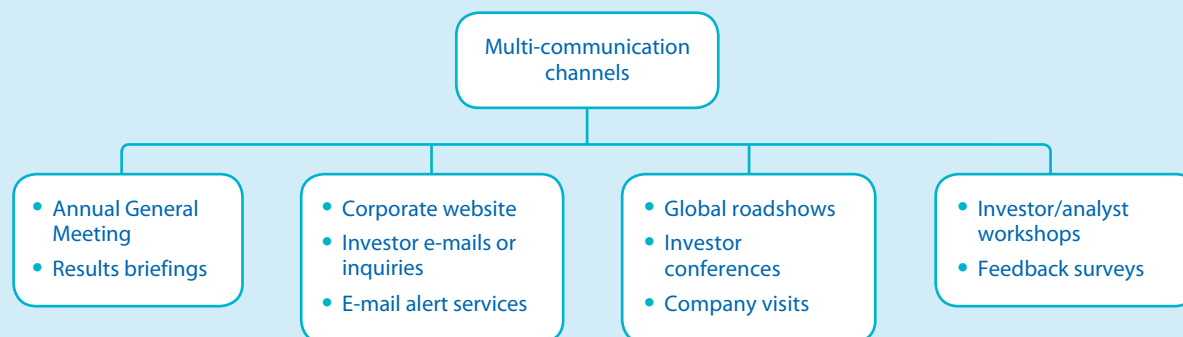 Multi-communication
channels
• Annual General
Meeting
• Results briefings
• Corporate website
• Investor e-mails or
inquiries
• E-mail alert services
• Global roadshows
• Investor
conferences
• Company visits
• Investor/analyst
workshops
• Feedback surveys